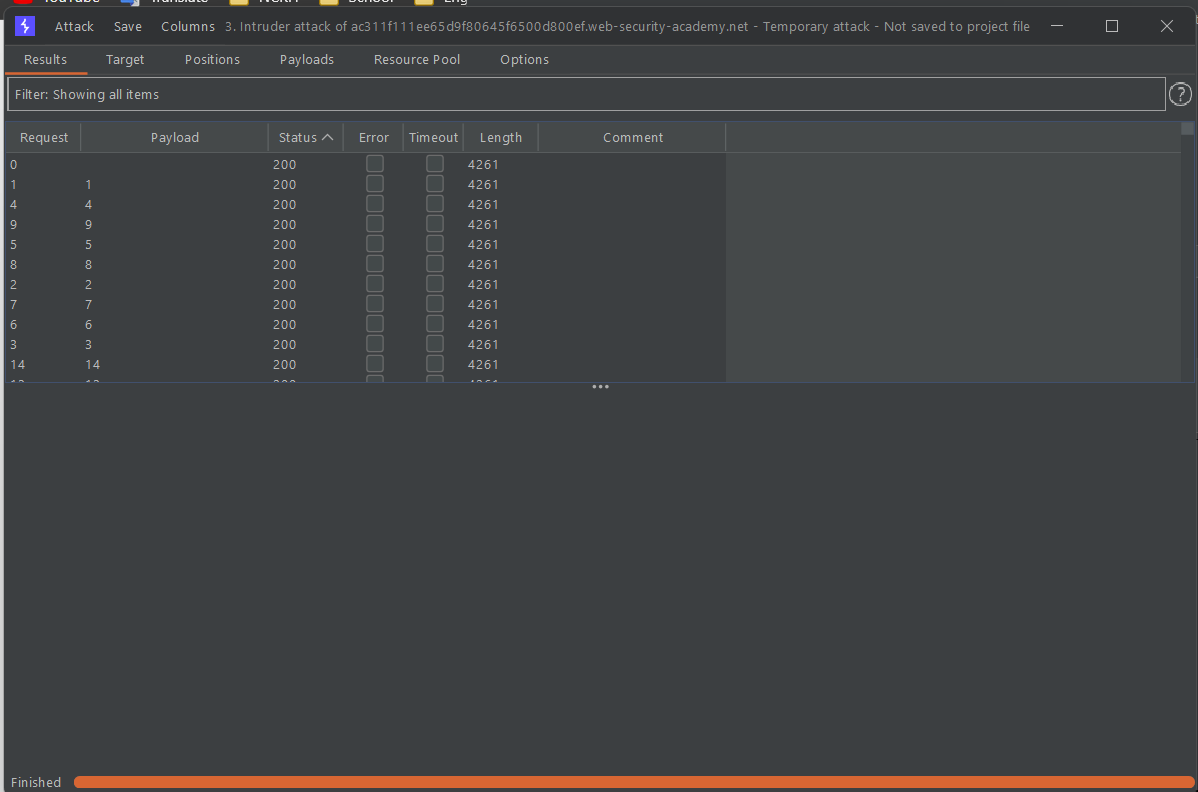 YouTube Translate School Eng
Attack Save Columns 3. Intruder attack of ac311f111ee65d9f80645f6500d800ef.web-security-academy.net - Temporary attack - Not saved to project file
Results Target Positions Payloads Resource Pool Options
Filter: Showing all items
?
Request Payload Status Error Timeout Length Comment
0 200 4261
1 1 200 4261
4 4 200 4261
9 9 200 4261
5 5 200 4261
8 8 200 4261
2 2 200 4261
7 7 200 4261
6 6 200 4261
3 3 200 4261
14 14 200 4261
Finished